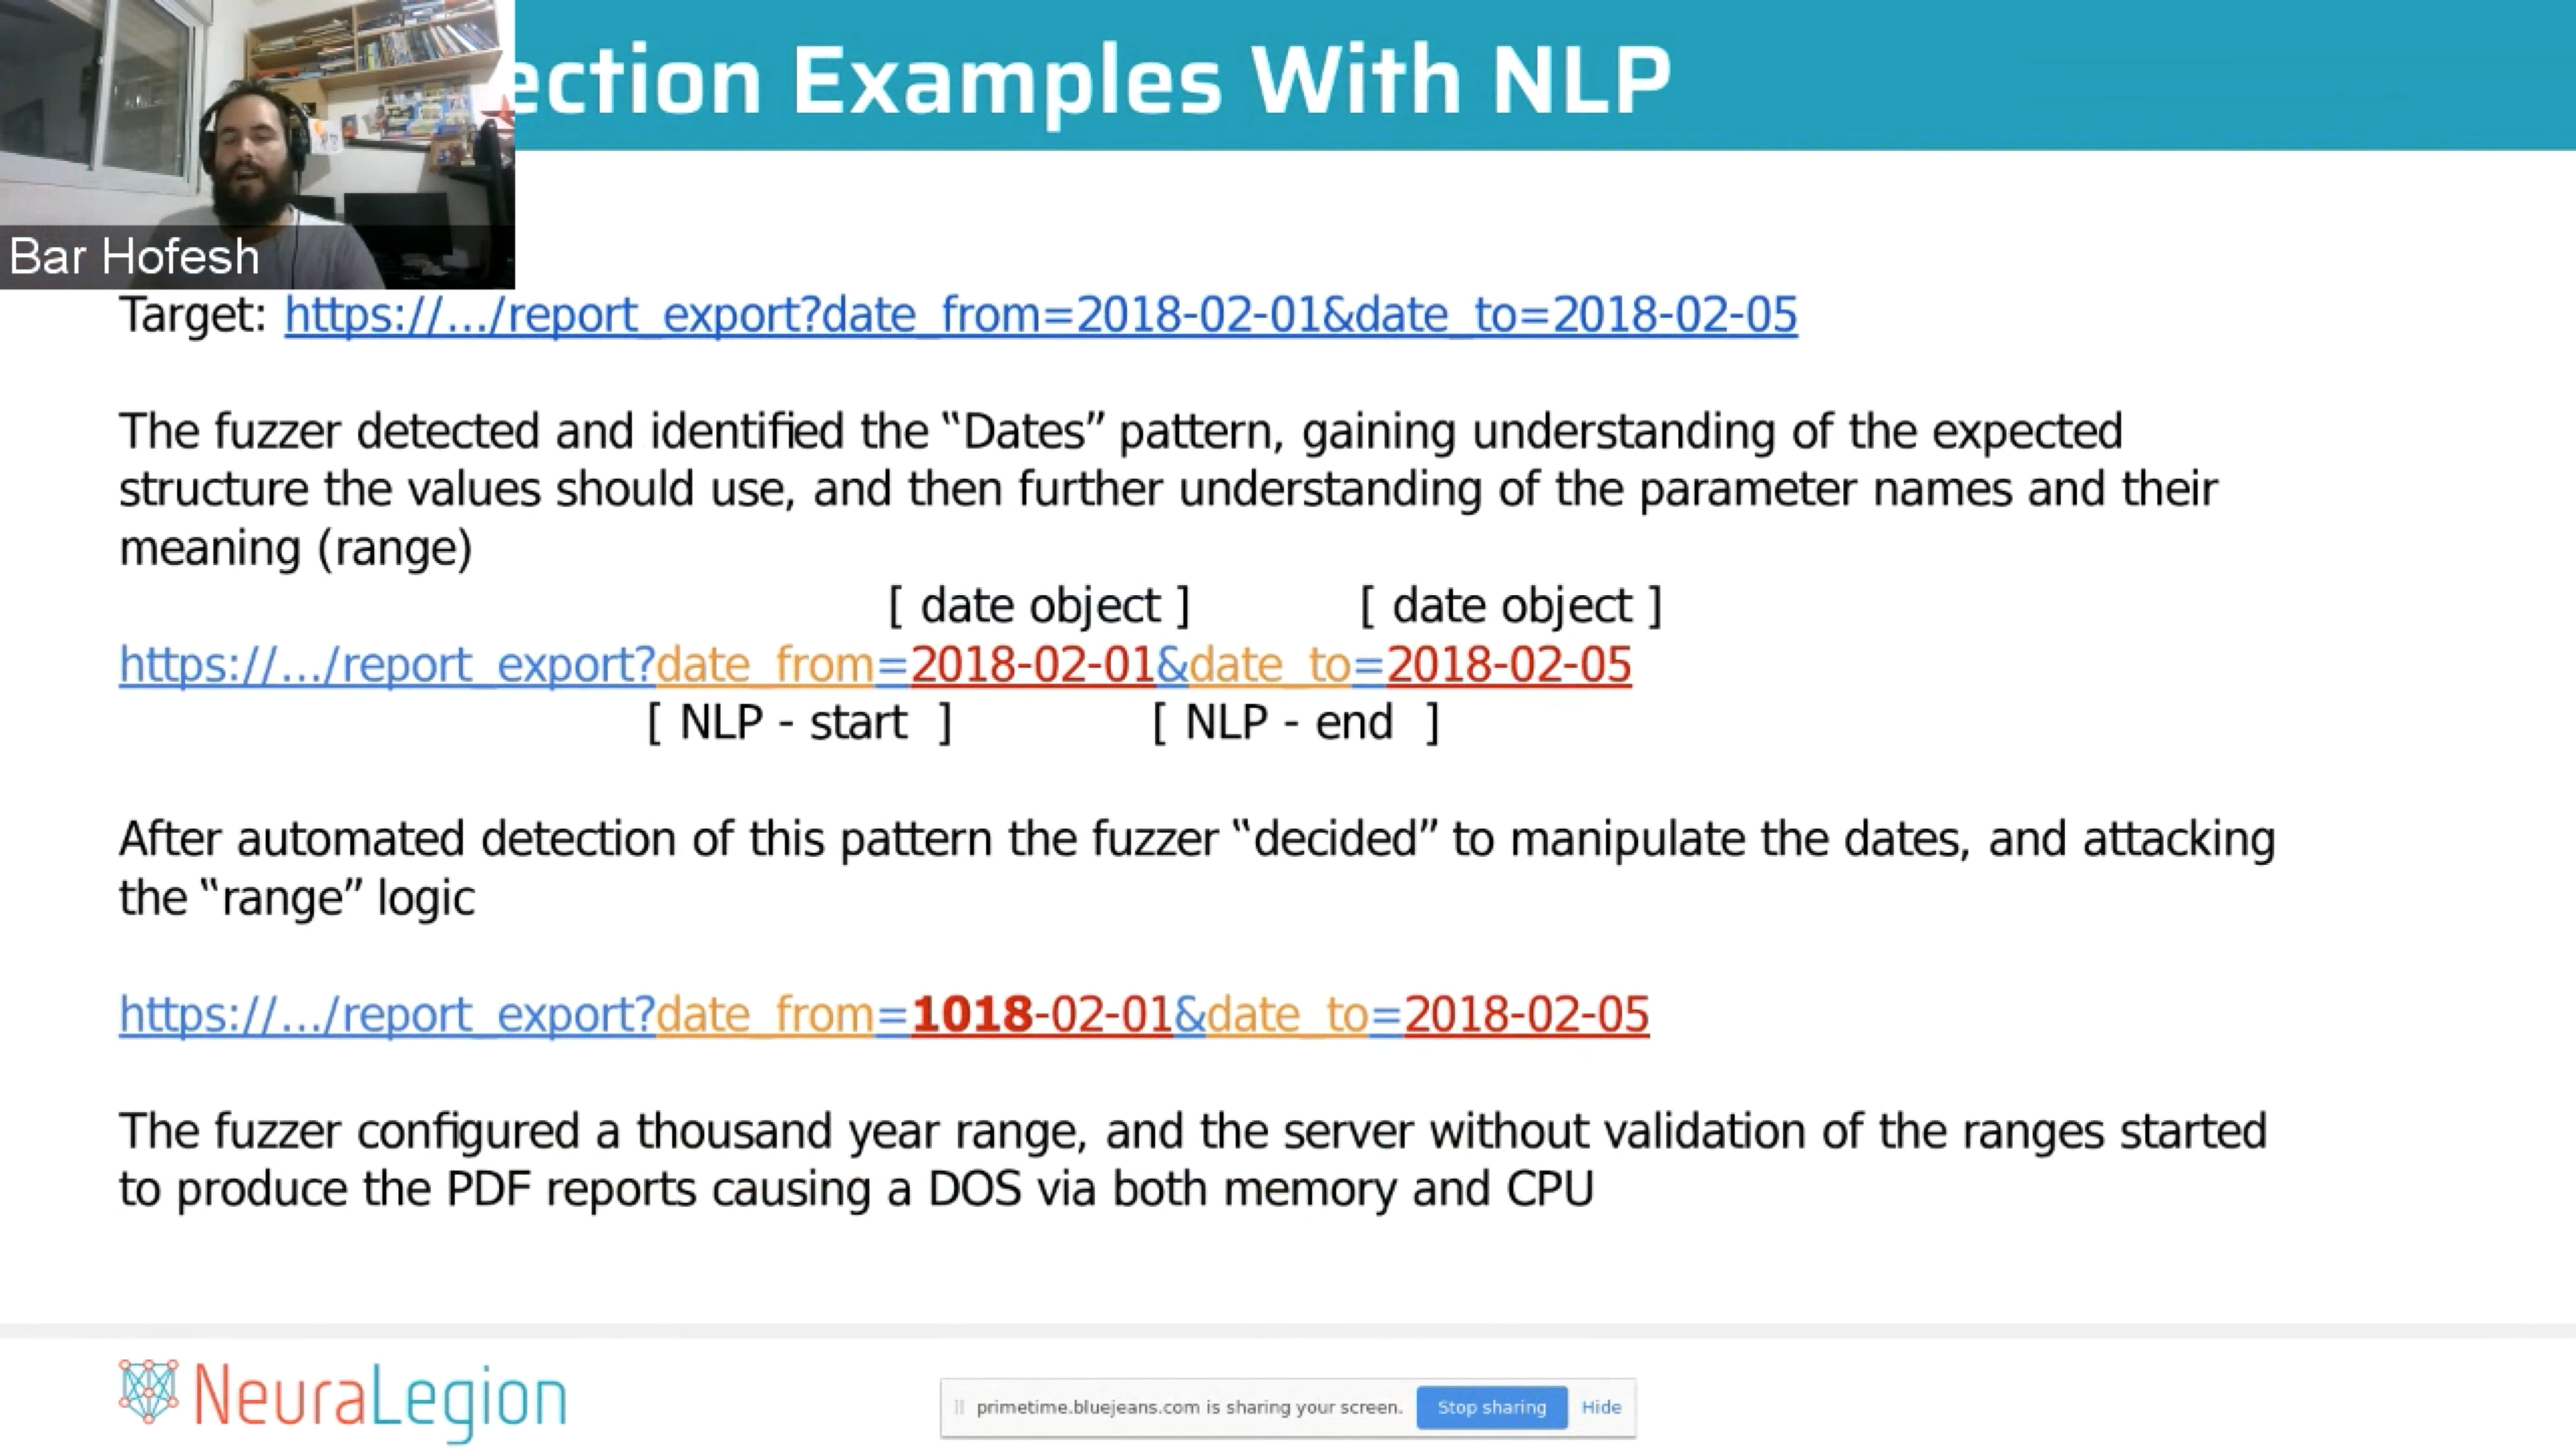 ection Examples With NLP
Bar Hofesh
Target: https://.../report_export?date_from=2018-02-01&date_to=2018-02-05
The fuzzer detected and identified the “Dates” pattern, gaining understanding of the expected
structure the values should use, and then further understanding of the parameter names and their
meaning (range)
[ date object ] [ date object ]
https://.../report_export?date_from=2018-02-01&date_to=2018-02-05
[ NLP - start ] [ NLP - end ]
After automated detection of this pattern the fuzzer “decided” to manipulate the dates, and attacking
the “range” logic
https://.../report_export?date_from=1018-02-01&date_to=2018-02-05
The fuzzer configured a thousand year range, and the server without validation of the ranges started
to produce the PDF reports causing a DOS via both memory and CPU
NeuraLegion
primetime.bluejeans.com is sharing your screen. Stop sharing Hide